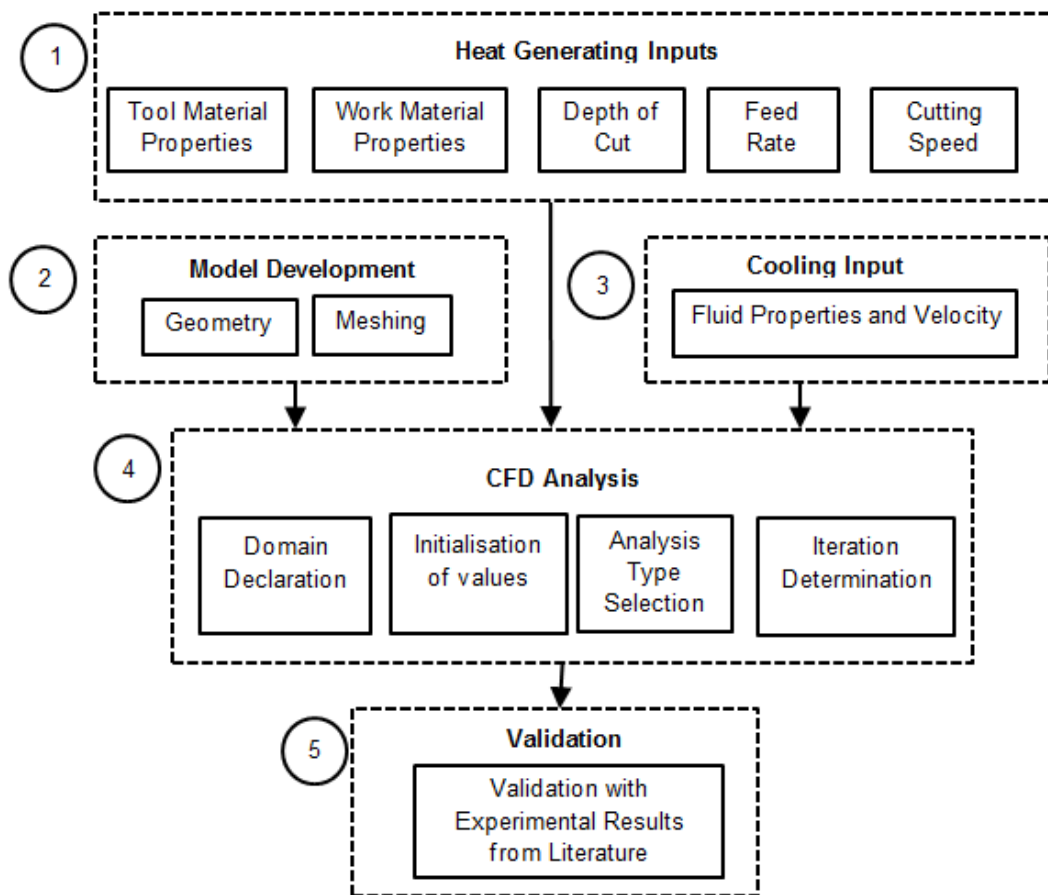 1
Heat Generating Inputs
Tool Material
Properties
Work Material
Properties
Depth of
Cut
Feed
Rate
Cutting
Speed
2
Model Development
Geometry
Meshing
3
Cooling Input
Fluid Properties and Velocity
4
CFD Analysis
Domain
Declaration
Initialisation
of values
Analysis
Type
Selection
Iteration
Determination
5
Validation
Validation with
Experimental Results
from Literature